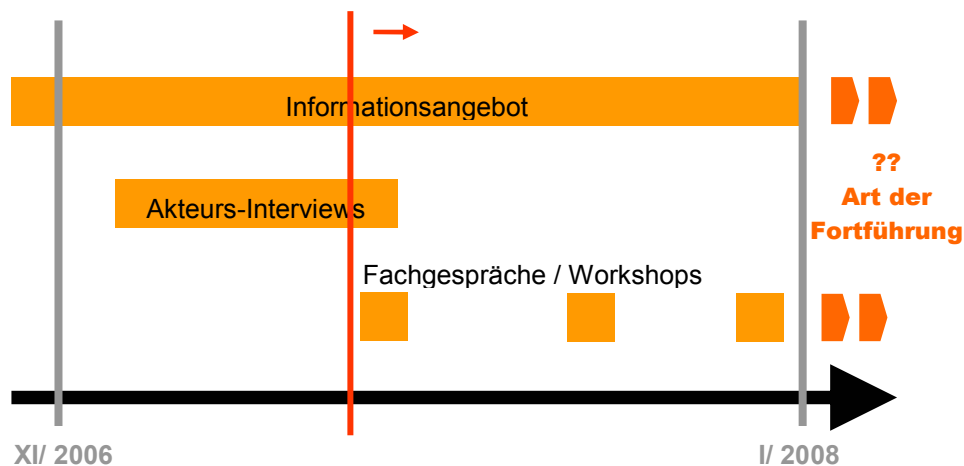 Informationsangebot
??
Art der
Fortführung
Akteurs-Interviews
Fachgespräche / Workshops
XI/ 2006
I/ 2008